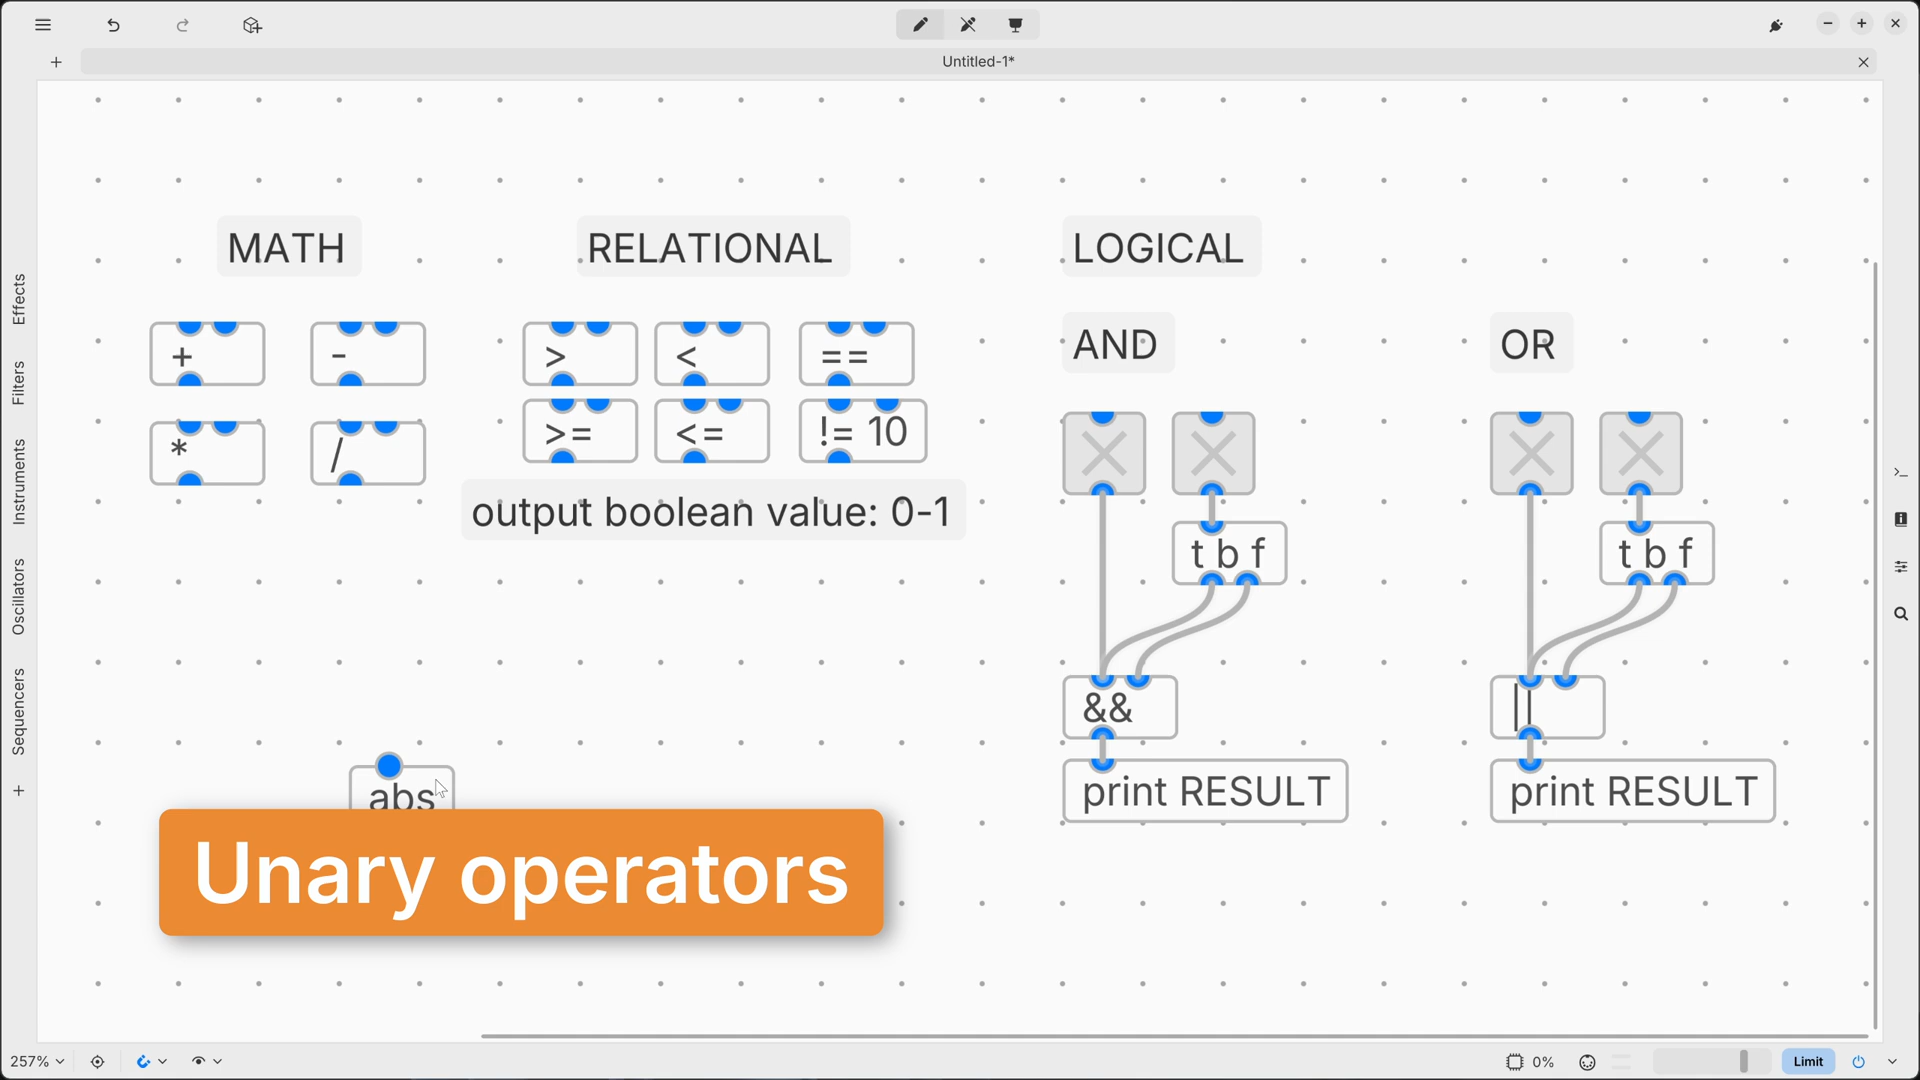 Untitled-1*
MATH
RELATIONAL
LOGICAL
AND
OR
+
-
>
<
==
*
/
>=
<=
!= 10
output boolean value: 0-1
t b f
t b f
&&
||
print RESULT
print RESULT
abs
Unary operators
Effects
Filters
Instruments
Oscillators
Sequencers
+
257%
0%
Limit